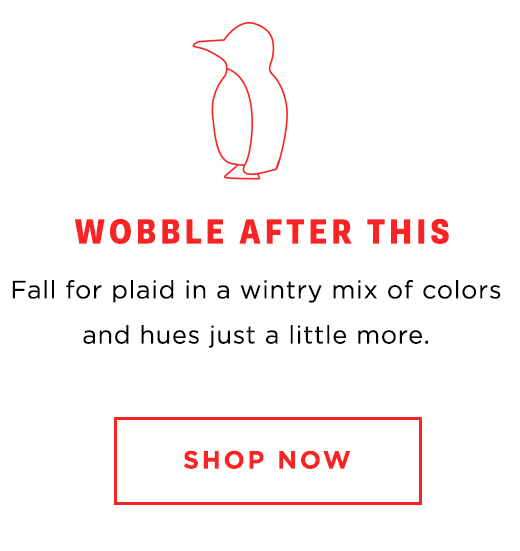 WOBBLE AFTER THIS
Fall for plaid in a wintry mix of colors
and hues just a little more.
SHOP NOW